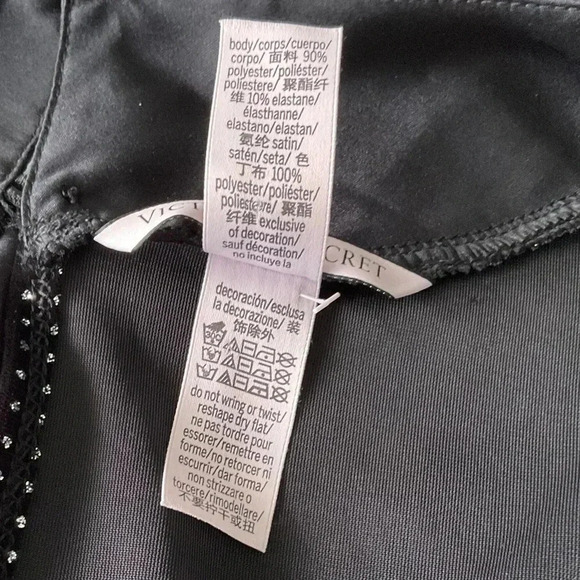 body/corps/cuerpo/
corpo/ 面料 90%
polyester/poliéster/
poliestere/ 聚酯纤
维 10% elastane/
élasthanne/
elastano/elastan/
氨纶 satin/
satén/seta/ 色
丁布 100%
polyester/poliéster/
poliestere/ 聚酯
纤维 exclusive
of decoration/
sauf décoration/
no incluye la
VICT
CRET
decoración/esclusa
la decorazione/ 装
饰除外
do not wring or twist/
reshape dry flat/
ne pas tordre pour
essorer/remettre en
forme/no retorcer ni
escurrir/dar forma/
non strizzare o
torcere/rimodellare/
不要拧干或扭